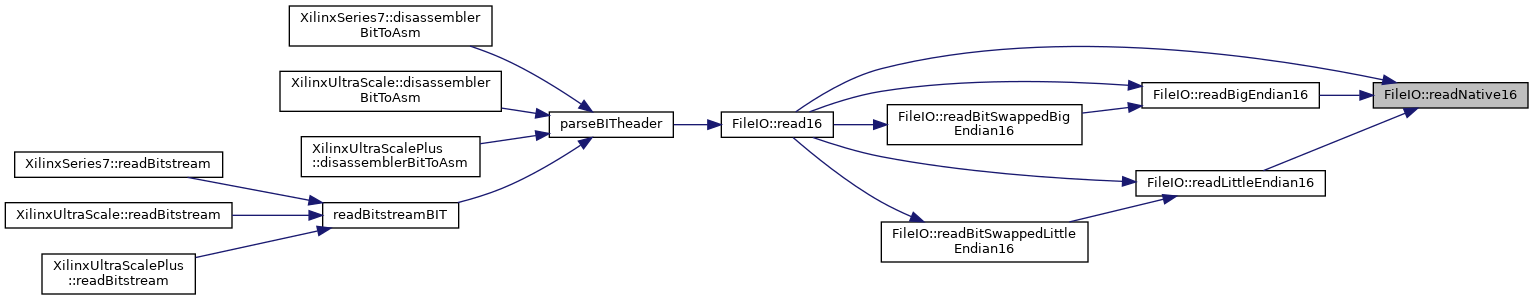 XilinxSeries7::disassembler
BitToAsm
XilinxUltraScale::disassembler
BitToAsm
XilinxUltraScalePlus
::disassemblerBitToAsm
XilinxSeries7::readBitstream
XilinxUltraScale::readBitstream
XilinxUltraScalePlus
::readBitstream
readBitstreamBIT
parseBITheader
FileIO::read16
FileIO::readBitSwappedBig
Endian16
FileIO::readBitSwappedLittle
Endian16
FileIO::readBigEndian16
FileIO::readLittleEndian16
FileIO::readNative16